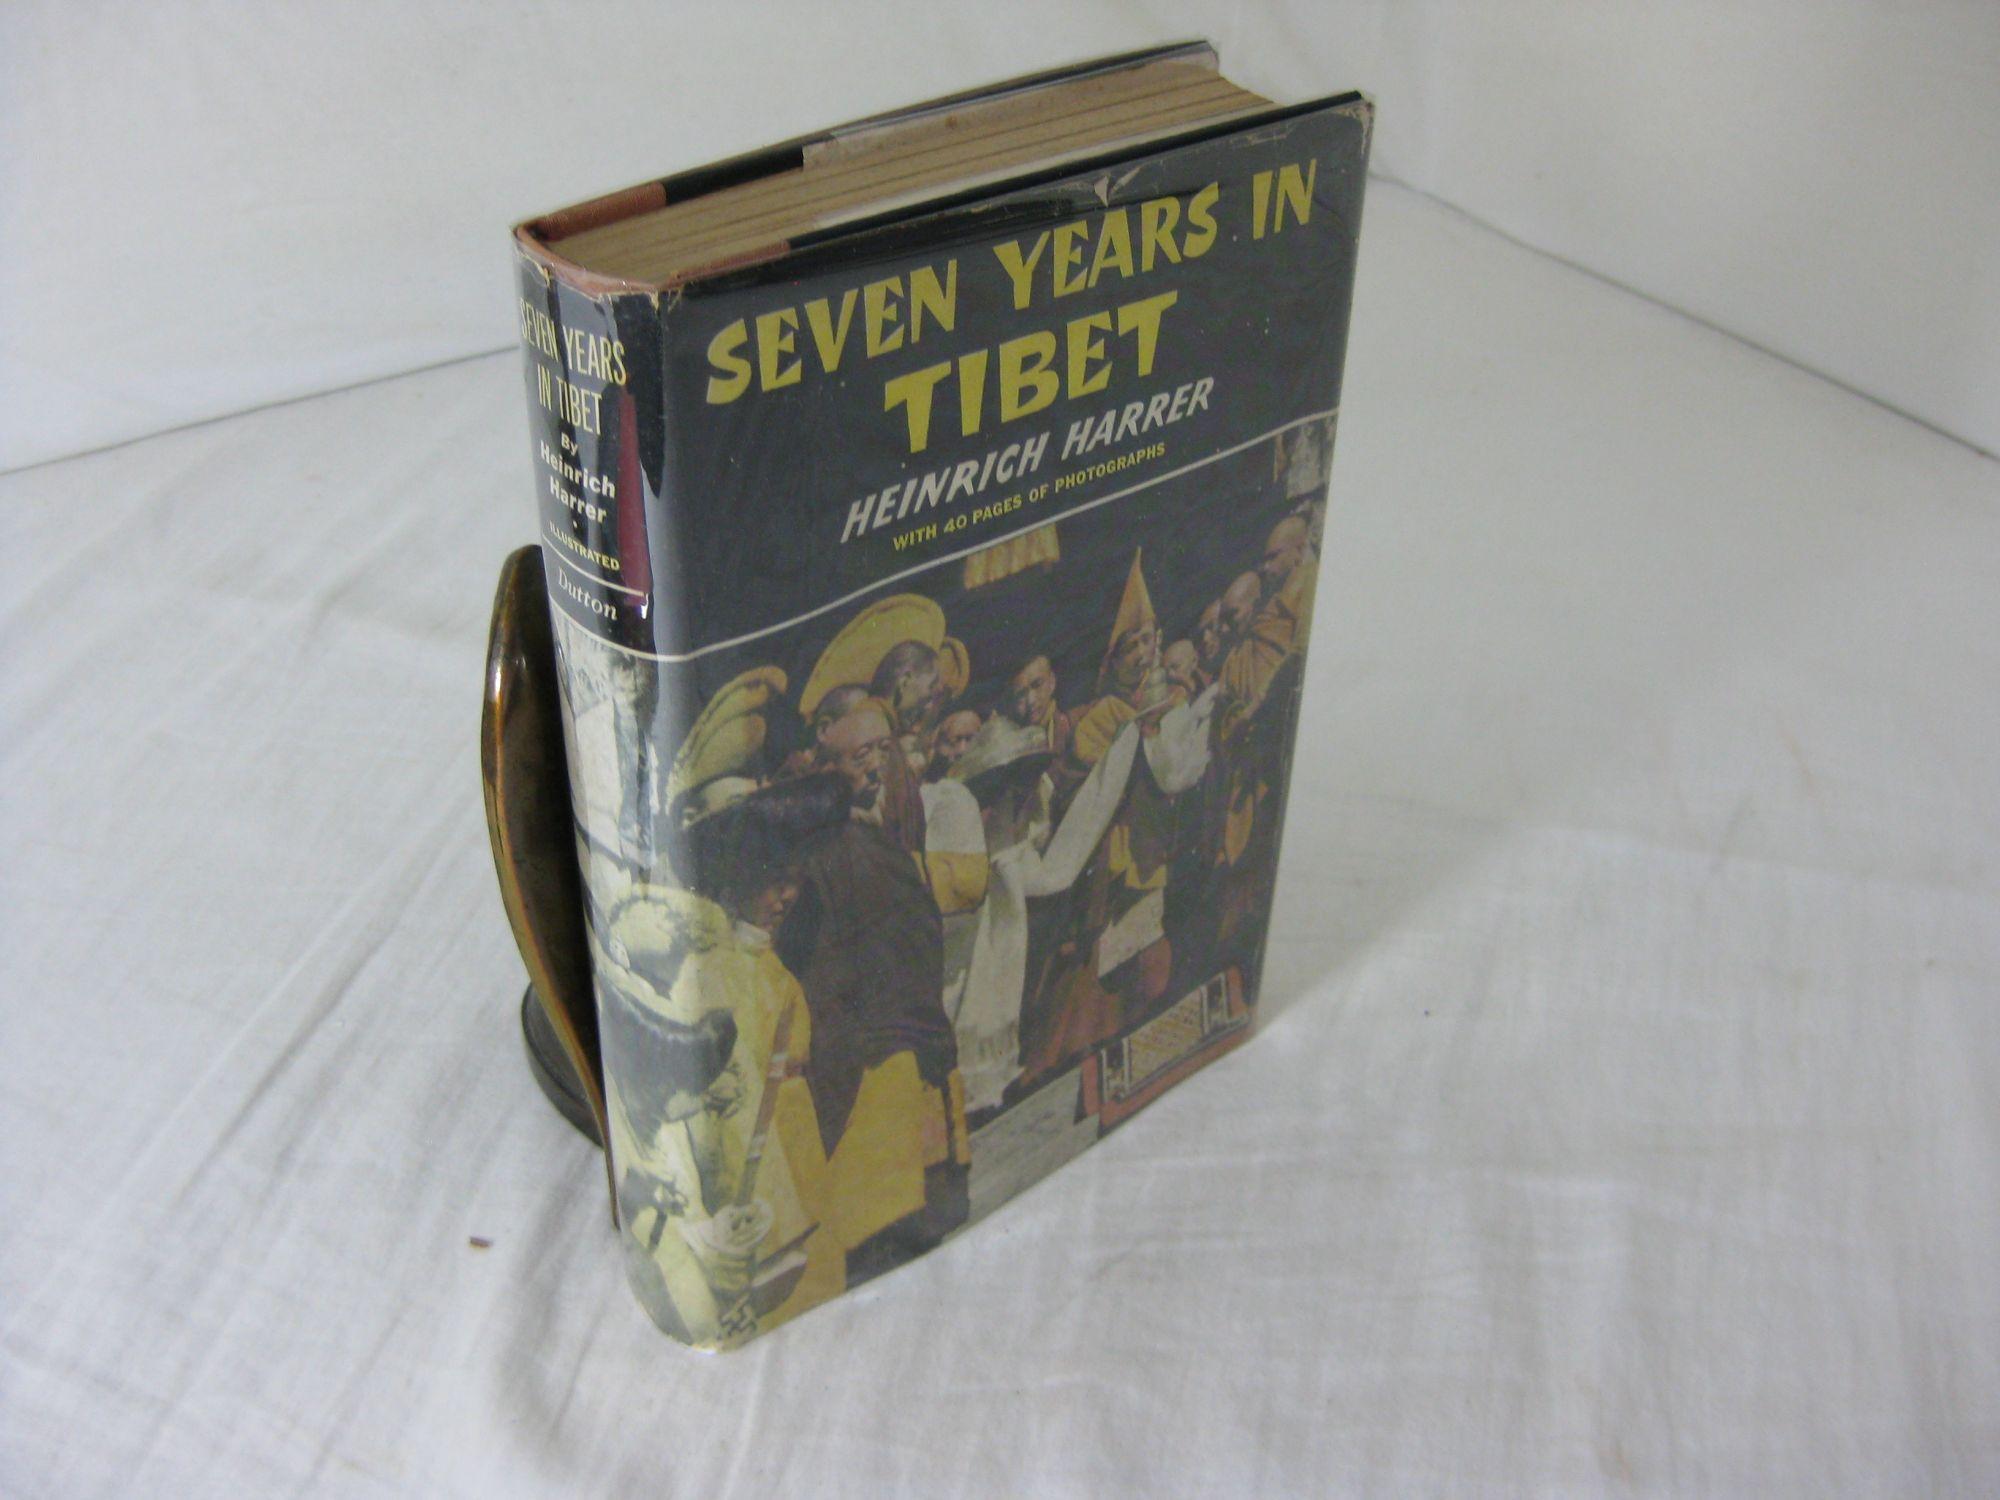 SEVEN YEARS IN
TIBET
HEINRICH HARRER
WITH 40 PAGES OF PHOTOGRAPHS
SEVEN YEARS
IN TIBET
By
Heinrich
Harrer
ILLUSTRATED
Dutton